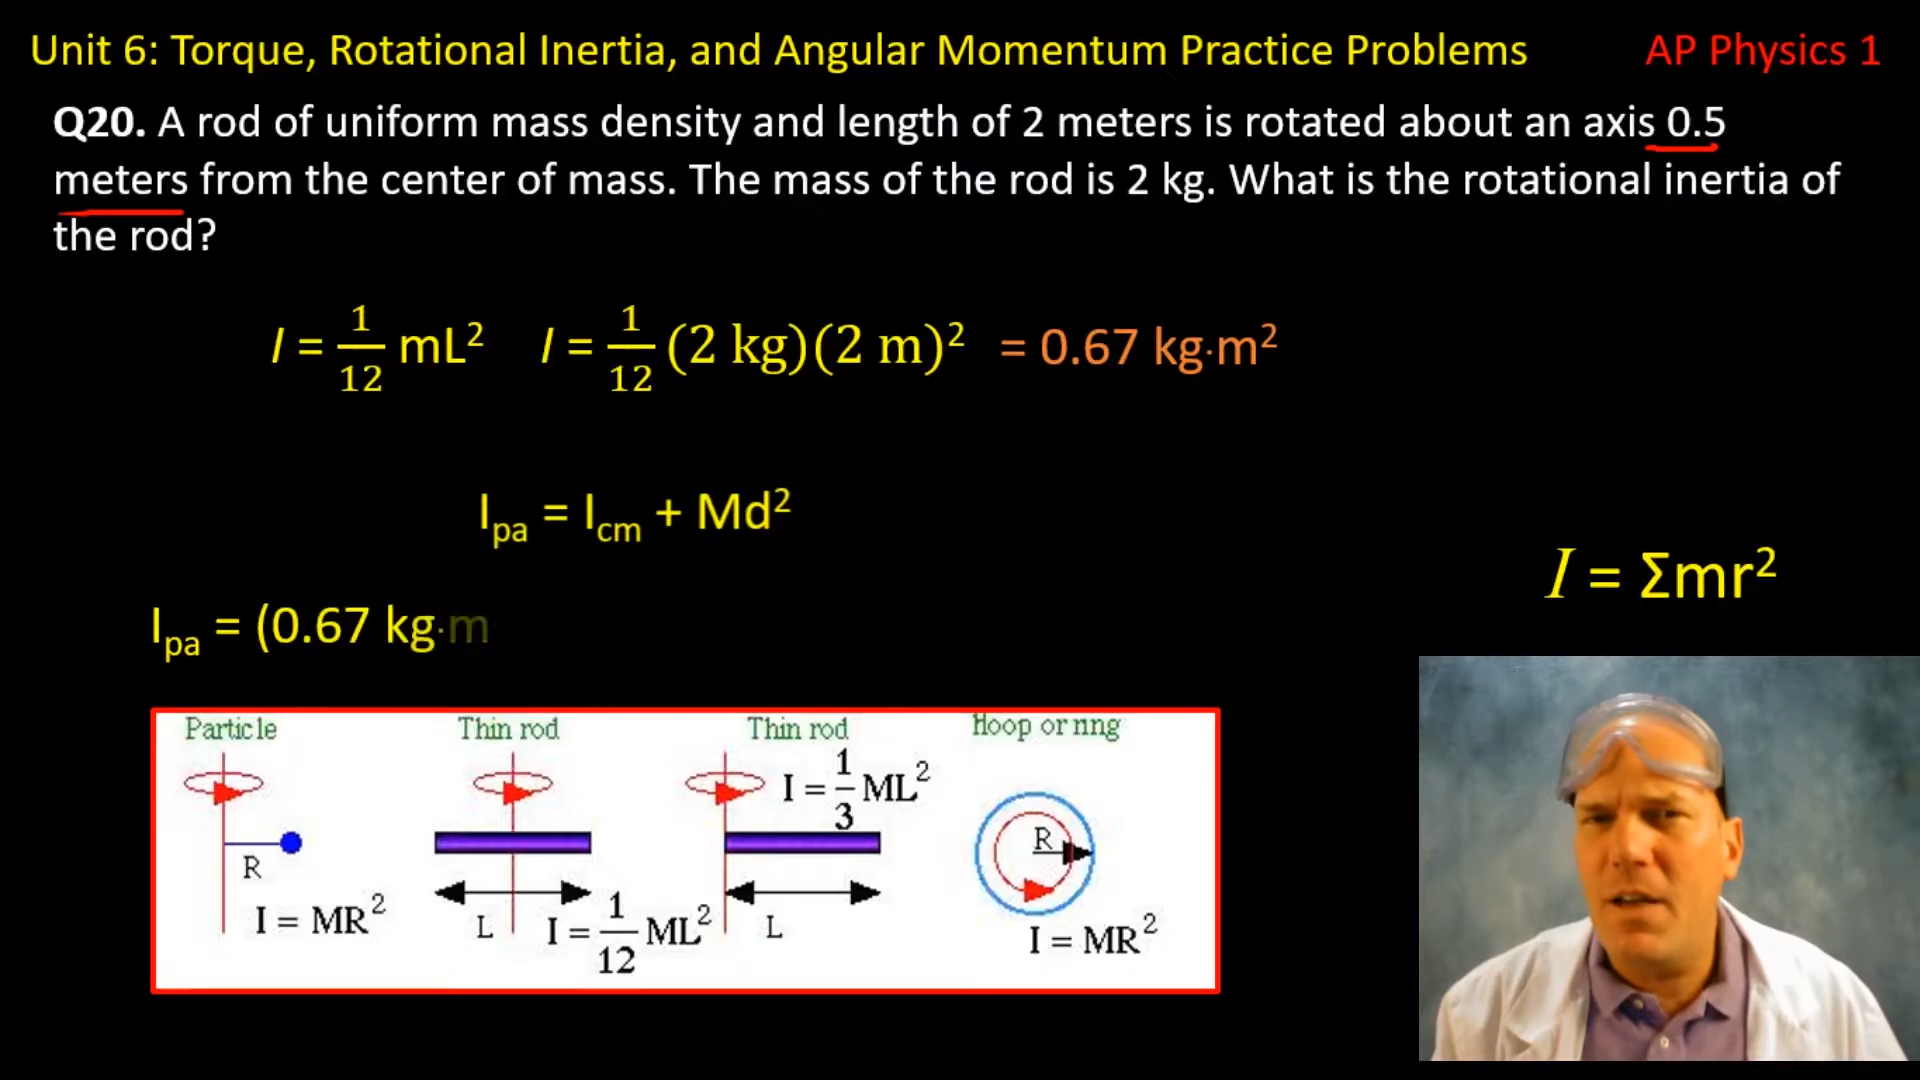 Unit 6: Torque, Rotational Inertia, and Angular Momentum Practice Problems AP Physics 1
Q20. A rod of uniform mass density and length of 2 meters is rotated about an axis 0.5
meters from the center of mass. The mass of the rod is 2 kg. What is the rotational inertia of
the rod?
I = 1/12 mL² I = 1/12 (2 kg)(2 m)² = 0.67 kg·m²
Ipa = Icm + Md²
I = Σmr²
Ipa = (0.67 kg·m
Particle Thin rod Thin rod Hoop or ring
I = 1/3 ML²
R
R
I = MR²
L
I = 1/12 ML²
L
I = MR²